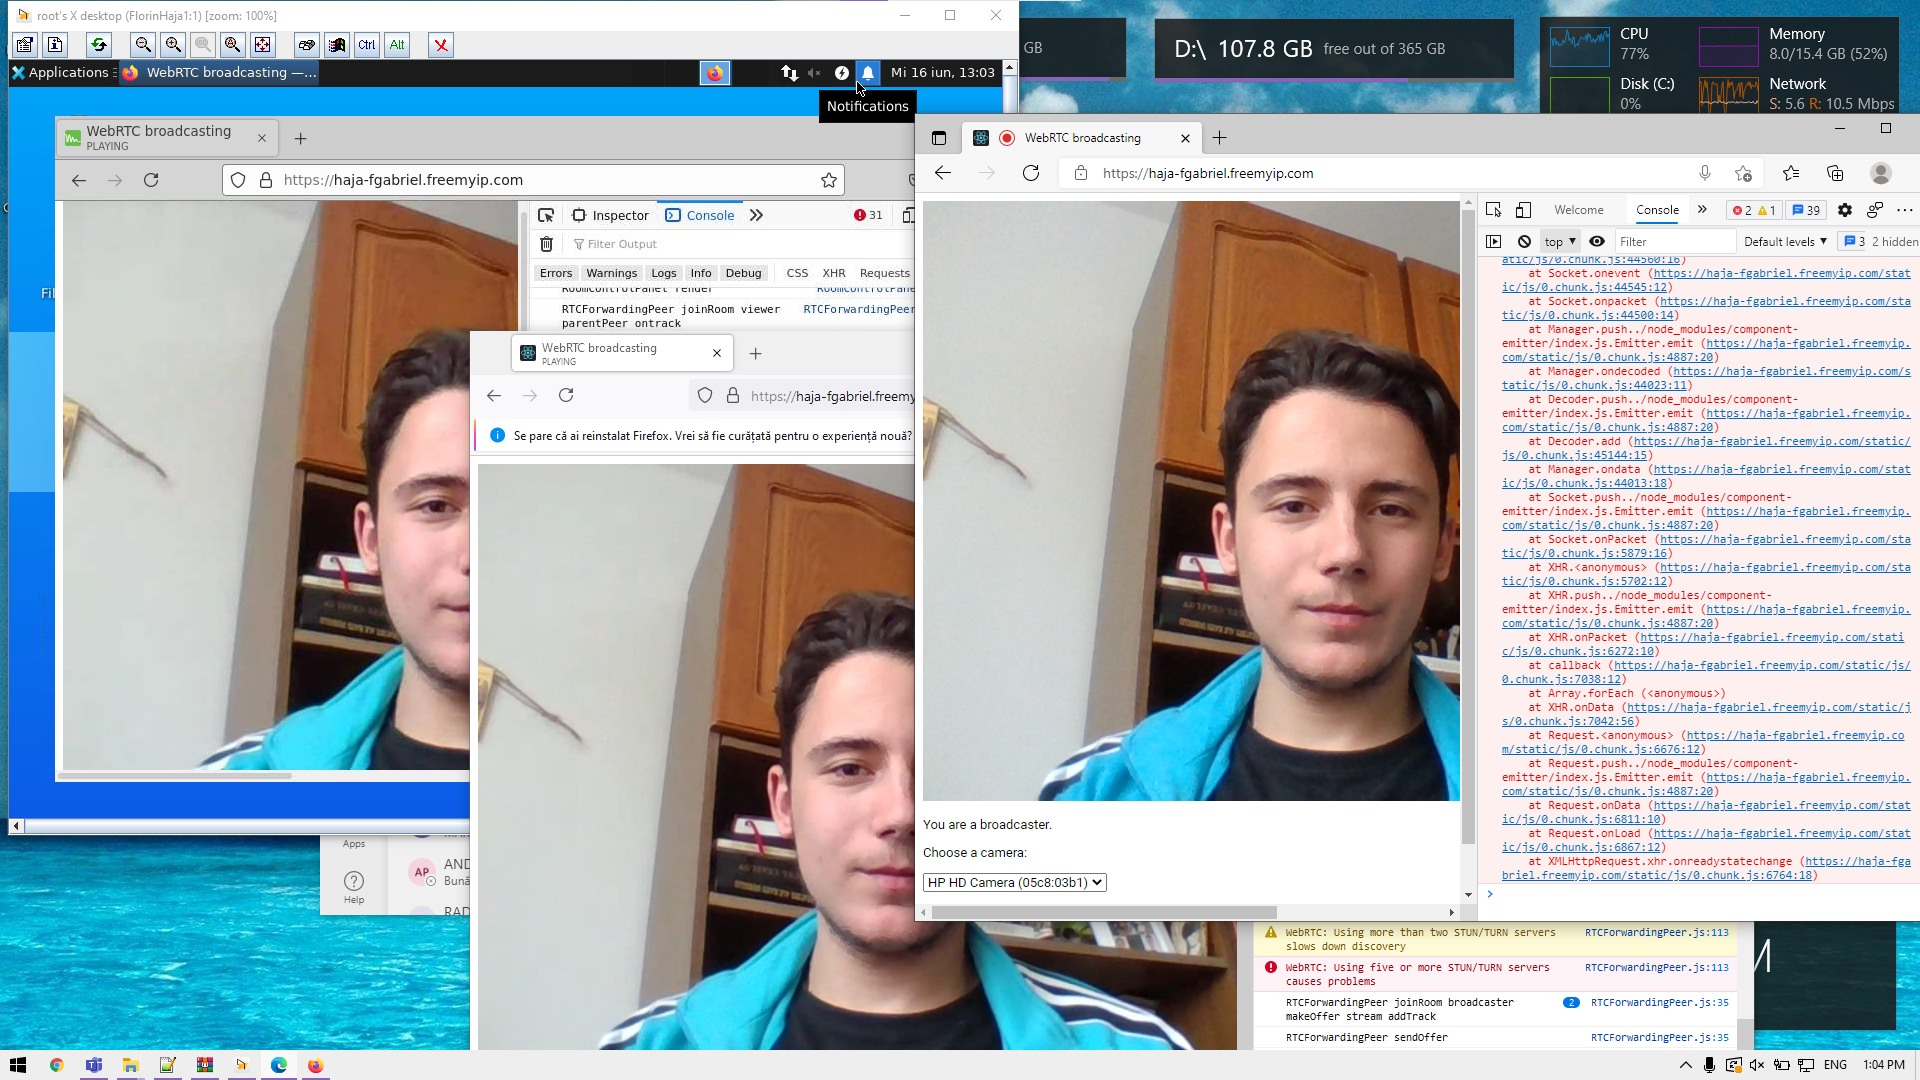 root's X desktop (FlorinHaja1:1) [zoom: 100%]
Ctrl
Alt
Applications
WebRTC broadcasting —...
Mi 16 iun, 13:03
Notifications
GB
D:\ 107.8 GB free out of 365 GB
CPU
77%
Memory
8.0/15.4 GB (52%)
Disk (C:)
0%
Network
S: 5.6 R: 10.5 Mbps
WebRTC broadcasting
PLAYING
https://haja-fgabriel.freemyip.com
Inspector
Console
31
Filter Output
Errors
Warnings
Logs
Info
Debug
CSS
XHR
Requests
RoomControlPanel render
RTCForwardingPeer joinRoom viewer
parentPeer ontrack
RTCForwardingPeer
Fil
WebRTC broadcasting
PLAYING
https://haja-fgabriel.freemy
Se pare că ai reinstalat Firefox. Vrei să fie curățată pentru o experiență nouă?
WebRTC broadcasting
https://haja-fgabriel.freemyip.com
Welcome
Console
2
1
39
top
Filter
Default levels
3
2 hidden
atic/js/0.chunk.js:44560:16)
at Socket.onevent (https://haja-fgabriel.freemyip.com/stat
ic/js/0.chunk.js:44545:12)
at Socket.onpacket (https://haja-fgabriel.freemyip.com/sta
tic/js/0.chunk.js:44500:14)
at Manager.push../node_modules/component-
emitter/index.js.Emitter.emit (https://haja-fgabriel.freemyip.
com/static/js/0.chunk.js:4887:20)
at Manager.ondecoded (https://haja-fgabriel.freemyip.com/s
tatic/js/0.chunk.js:44023:11)
at Decoder.push../node_modules/component-
emitter/index.js.Emitter.emit (https://haja-fgabriel.freemyip.
com/static/js/0.chunk.js:4887:20)
at Decoder.add (https://haja-fgabriel.freemyip.com/static/
js/0.chunk.js:45144:15)
at Manager.ondata (https://haja-fgabriel.freemyip.com/stat
ic/js/0.chunk.js:44013:18)
at Socket.push../node_modules/component-
emitter/index.js.Emitter.emit (https://haja-fgabriel.freemyip.
com/static/js/0.chunk.js:4887:20)
at Socket.onPacket (https://haja-fgabriel.freemyip.com/sta
tic/js/0.chunk.js:5879:16)
at XHR.<anonymous> (https://haja-fgabriel.freemyip.com/sta
tic/js/0.chunk.js:5702:12)
at XHR.push../node_modules/component-
emitter/index.js.Emitter.emit (https://haja-fgabriel.freemyip.
com/static/js/0.chunk.js:4887:20)
at XHR.onPacket (https://haja-fgabriel.freemyip.com/stati
c/js/0.chunk.js:6272:10)
at callback (https://haja-fgabriel.freemyip.com/static/js/
0.chunk.js:7038:12)
at Array.forEach (<anonymous>)
at XHR.onData (https://haja-fgabriel.freemyip.com/static/j
s/0.chunk.js:7042:56)
at Request.<anonymous> (https://haja-fgabriel.freemyip.co
m/static/js/0.chunk.js:6676:12)
at Request.push../node_modules/component-
emitter/index.js.Emitter.emit (https://haja-fgabriel.freemyip.
com/static/js/0.chunk.js:4887:20)
at Request.onData (https://haja-fgabriel.freemyip.com/stat
ic/js/0.chunk.js:6811:10)
at Request.onLoad (https://haja-fgabriel.freemyip.com/stat
ic/js/0.chunk.js:6867:12)
at XMLHttpRequest.xhr.onreadystatechange (https://haja-fga
briel.freemyip.com/static/js/0.chunk.js:6764:18)
You are a broadcaster.
Choose a camera:
HP HD Camera (05c8:03b1)
Apps
Help
AP
AND
Bună
RAD
WebRTC: Using more than two STUN/TURN servers
slows down discovery
RTCForwardingPeer.js:113
WebRTC: Using five or more STUN/TURN servers
causes problems
RTCForwardingPeer.js:113
RTCForwardingPeer joinRoom broadcaster
makeOffer stream addTrack
2
RTCForwardingPeer.js:35
RTCForwardingPeer sendOffer
RTCForwardingPeer.js:35
M
ENG
1:04 PM